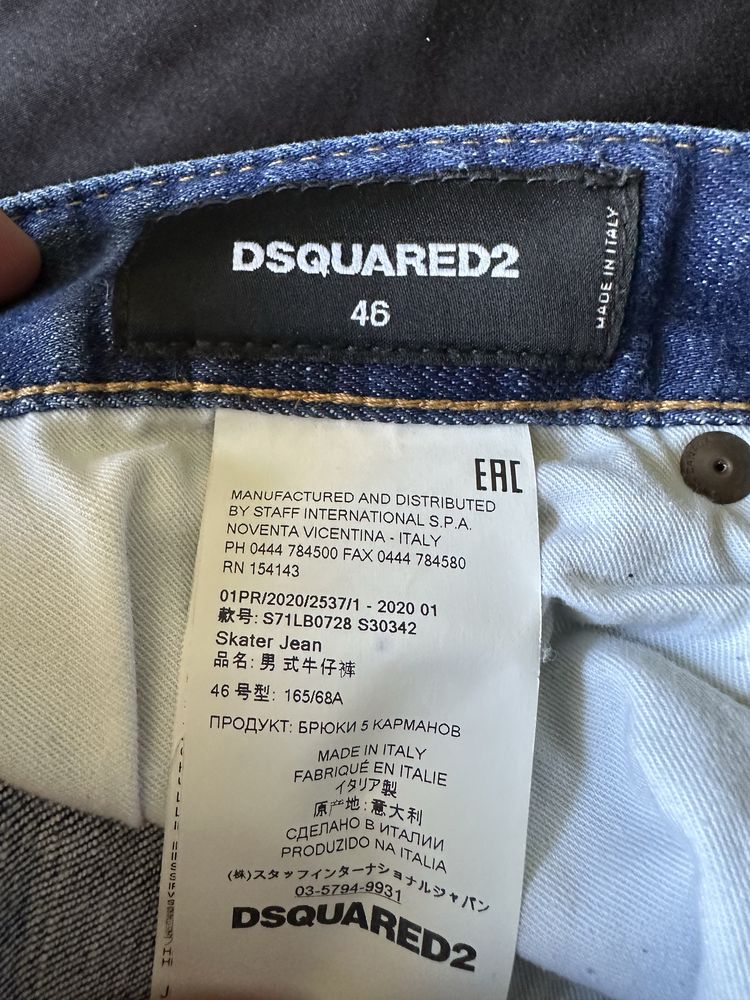 DSQUARED2
46
MADE IN ITALY
EAC
MANUFACTURED AND DISTRIBUTED
BY STAFF INTERNATIONAL S.P.A.
NOVENTA VICENTINA - ITALY
PH 0444 784500 FAX 0444 784580
RN 154143
01PR/2020/2537/1 - 2020 01
款号: S71LB0728 S30342
Skater Jean
品名: 男 式牛仔裤
46 号型: 165/68A
ПРОДУКТ: БРЮКИ 5 КАРМАНОВ
MADE IN ITALY
FABRIQUÉ EN ITALIE
イタリア製
原产地: 意大利
СДЕЛАНО В ИТАЛИИ
PRODUZIDO NA ITALIA
(株)スタッフインターナショナルジャパン
03-5794-9931
DSQUARED2